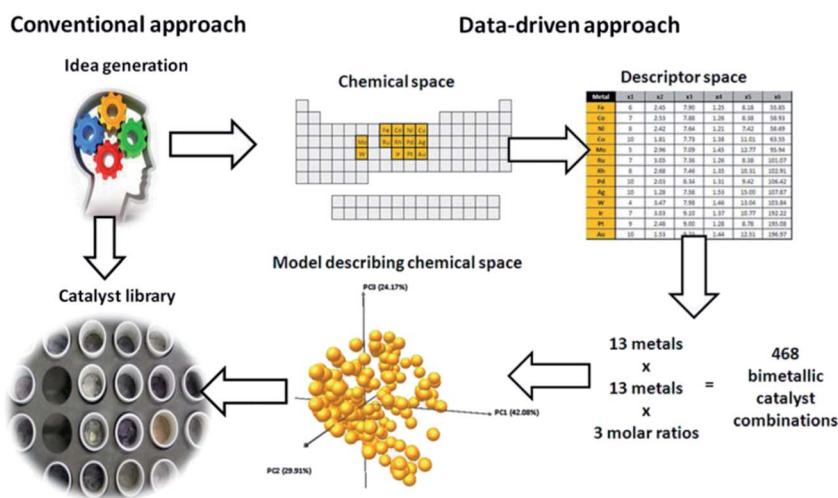 Conventional approach
Data-driven approach
Idea generation
Chemical space
Fe Co Ni Cu
Mo Ru Rh Pd Ag
W Ir Pt Au
Descriptor space
Metal x1 x2 x3 x4 x5 x6
Fe 6 2.45 7.90 1.25 8.18 55.85
Co 7 2.53 7.88 1.26 8.38 58.93
Ni 8 2.42 7.64 1.21 7.42 58.69
Cu 10 1.81 7.73 1.38 11.01 63.55
Mo 5 2.96 7.09 1.45 12.77 95.94
Ru 7 3.05 7.36 1.26 8.38 101.07
Rh 8 2.68 7.46 1.35 10.31 102.91
Pd 10 2.03 8.34 1.31 9.42 106.42
Ag 10 1.28 7.58 1.53 15.00 107.87
W 4 3.47 7.98 1.46 13.04
Ir 7 3.03 9.10 1.37 10.77 192.22
Pt 9 2.48 9.00 1.28 8.78 195.08
Au 10 1.53 1.44 12.51 196.97
Model describing chemical space
PC3 (24.17%)
PC1 (42.08%)
PC2 (29.91%)
Catalyst library
13 metals
x
13 metals
x
3 molar ratios
=
468
bimetallic
catalyst
combinations